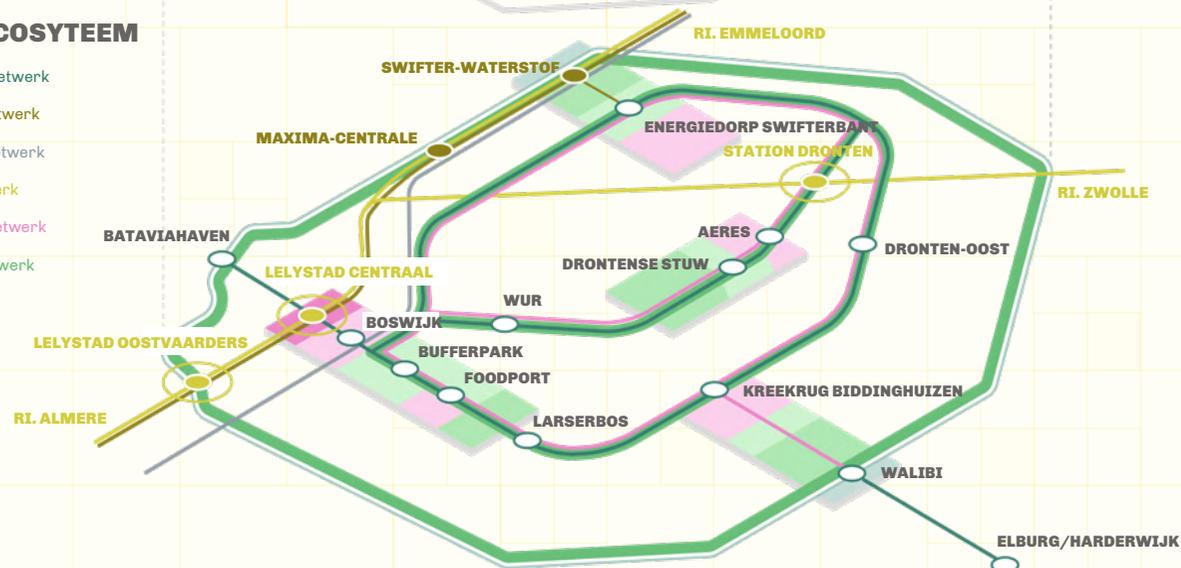 COSYTEEM
etwerk
twerk
etwerk
erk
etwerk
werk
RI. EMMELOORD
SWIFTER-WATERSTOF
ENERGIEDORP SWIFTERBANT
MAXIMA-CENTRALE
STATION DRONTEN
RI. ZWOLLE
BATAVIAHAVEN
AERES
DRONTEN-OOST
DRONTENSE STUW
LELYSTAD CENTRAAL
WUR
BOSWIJK
LELYSTAD OOSTVAARDERS
BUFFERPARK
FOODPORT
KREEKRUG BIDDINGHUIZEN
RI. ALMERE
LARSERBOS
WALIBI
ELBURG/HARDERWIJK